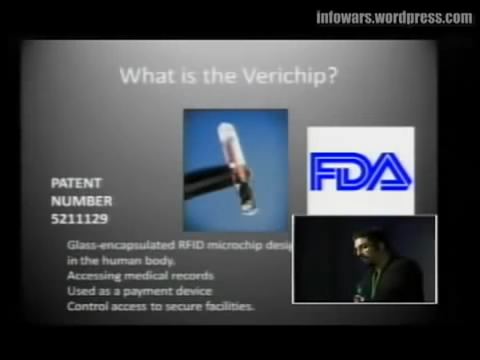 infowars.wordpress.com
What is the Verichip?
FDA
PATENT
NUMBER
5211129
Glass-encapsulated RFID microchip
in the human body.
Accessing medical records
Used as a payment device
Control access to secure facilities.